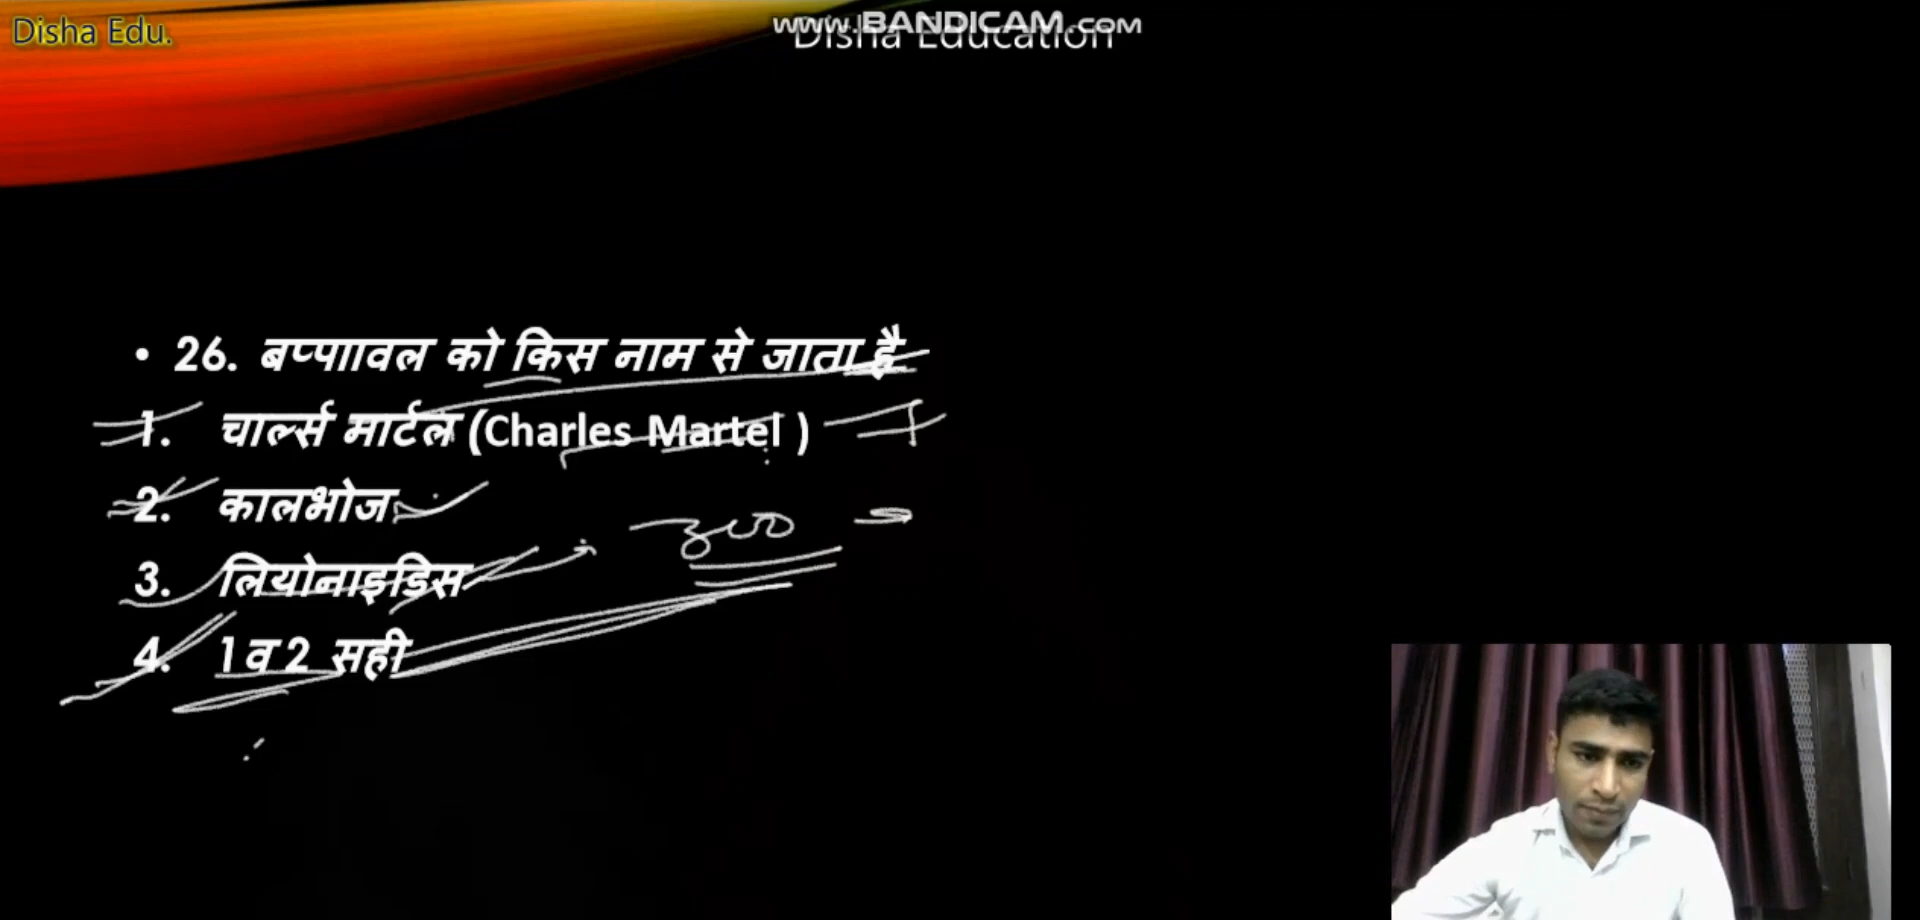 Disha Edu.
www.BANDICAM.com
Disha Education
• 26. बप्पाावल को किस नाम से जाता है
1. चार्ल्स मार्टल (Charles Martel )
2. कालभोज
300
3. लियोनाइडिस
4. 1 व 2 सही